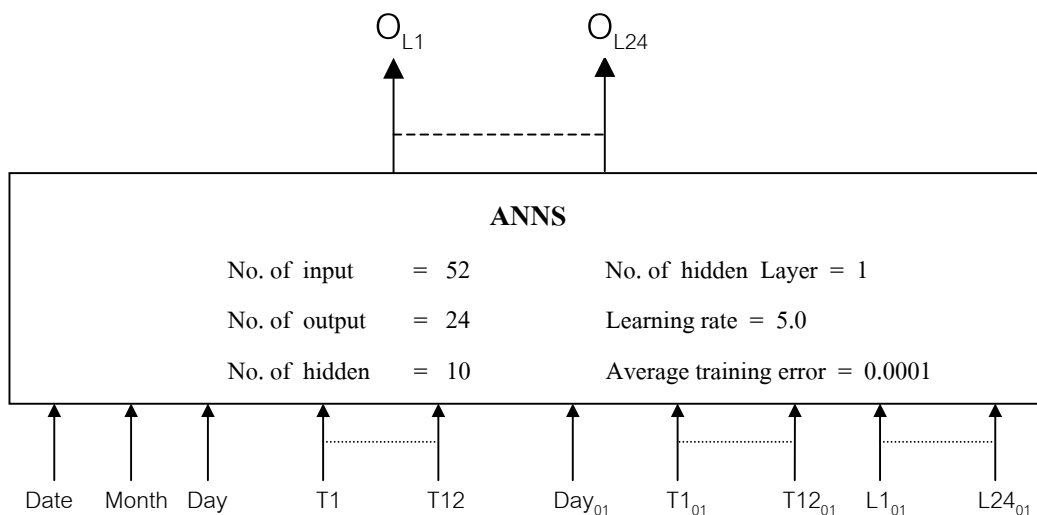 O_L1 O_L24
ANNS
No. of input = 52 No. of hidden Layer = 1
No. of output = 24 Learning rate = 5.0
No. of hidden = 10 Average training error = 0.0001
Date Month Day T1 T12 Day_01 T1_01 T12_01 L1_01 L24_01